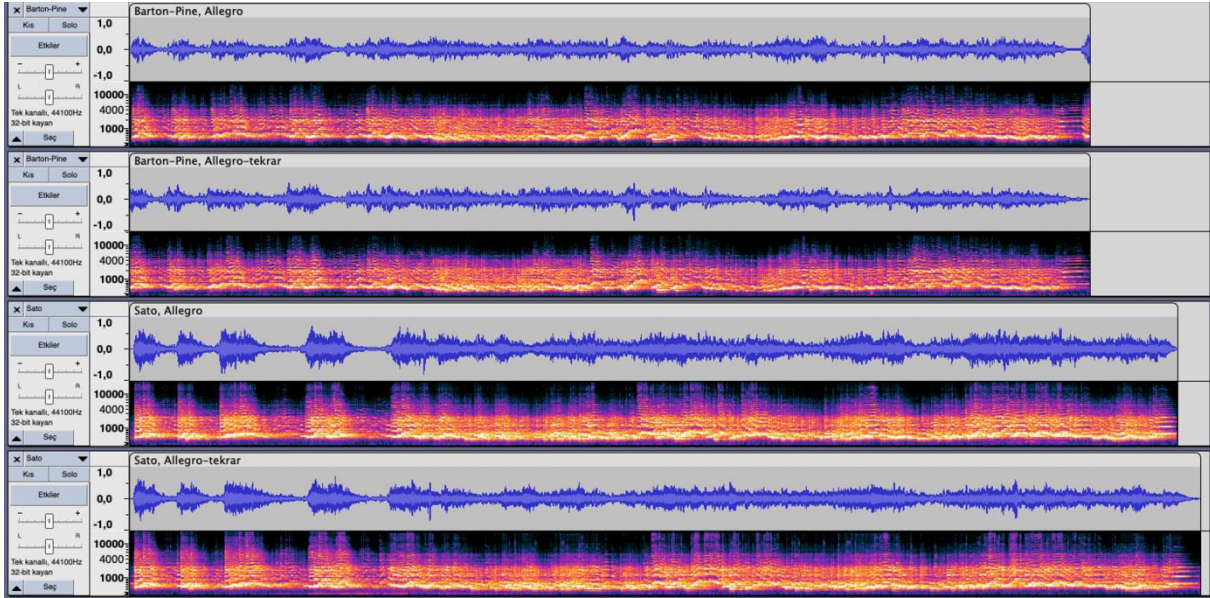 Barton-Pine
Kıs Solo
Etkiler
- +
L R
Tek kanallı, 44100Hz
32-bit kayan
Seç
1,0
0,0
-1,0
10000
4000
1000
Barton-Pine, Allegro
Barton-Pine
Kıs Solo
Etkiler
- +
L R
Tek kanallı, 44100Hz
32-bit kayan
Seç
1,0
0,0
-1,0
10000
4000
1000
Barton-Pine, Allegro-tekrar
Sato
Kıs Solo
Etkiler
- +
L R
Tek kanallı, 44100Hz
32-bit kayan
Seç
1,0
0,0
-1,0
10000
4000
1000
Sato, Allegro
Sato
Kıs Solo
Etkiler
- +
L R
Tek kanallı, 44100Hz
32-bit kayan
Seç
1,0
0,0
-1,0
10000
4000
1000
Sato, Allegro-tekrar